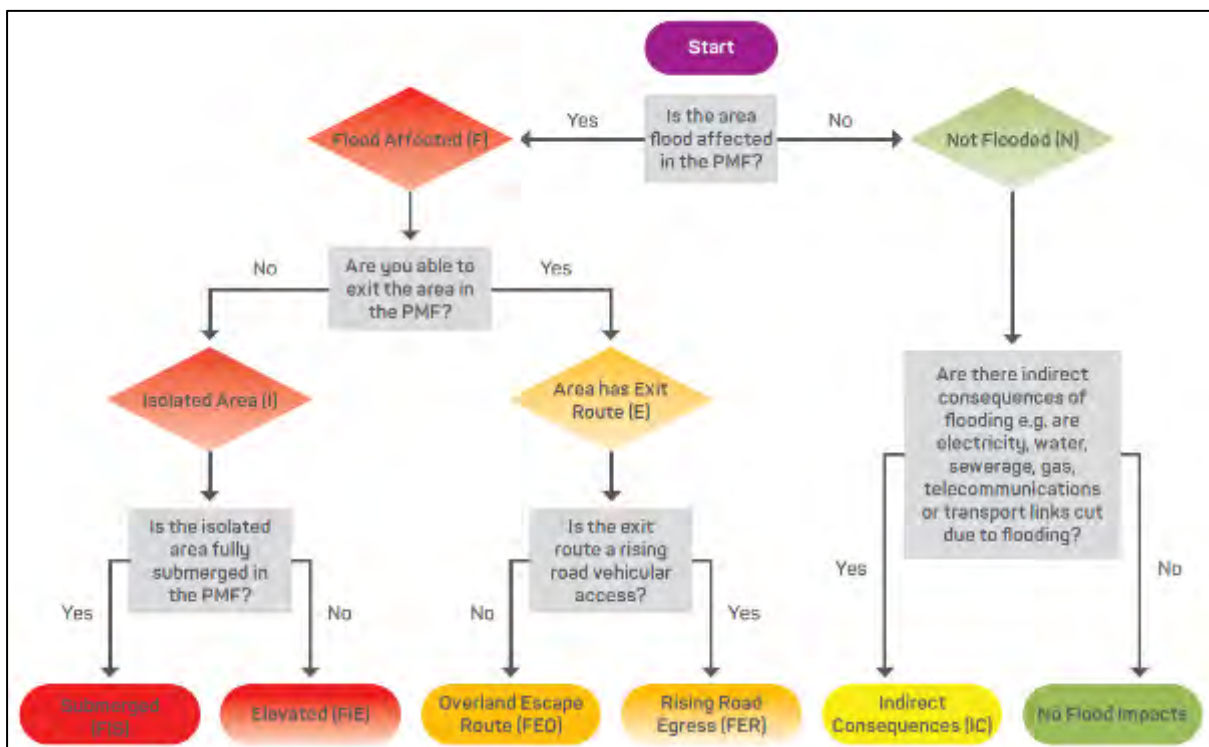 Start
Yes
Is the area
flood affected
in the PMF?
No
Flood Affected (F)
Not Flooded (N)
No
Are you able to
exit the area in
the PMF?
Yes
Isolated Area (I)
Area has Exit
Route (E)
Are there indirect
consequences of
flooding e.g. are
electricity, water,
sewerage, gas,
telecommunications
or transport links cut
due to flooding?
Is the isolated
area fully
submerged in
the PMF?
Is the exit
route a rising
road vehicular
access?
Yes
No
No
Yes
Yes
No
Submerged
(FIS)
Elevated (FIE)
Overland Escape
Route (FEO)
Rising Road
Egress (FER)
Indirect
Consequences (IC)
No Flood Impacts